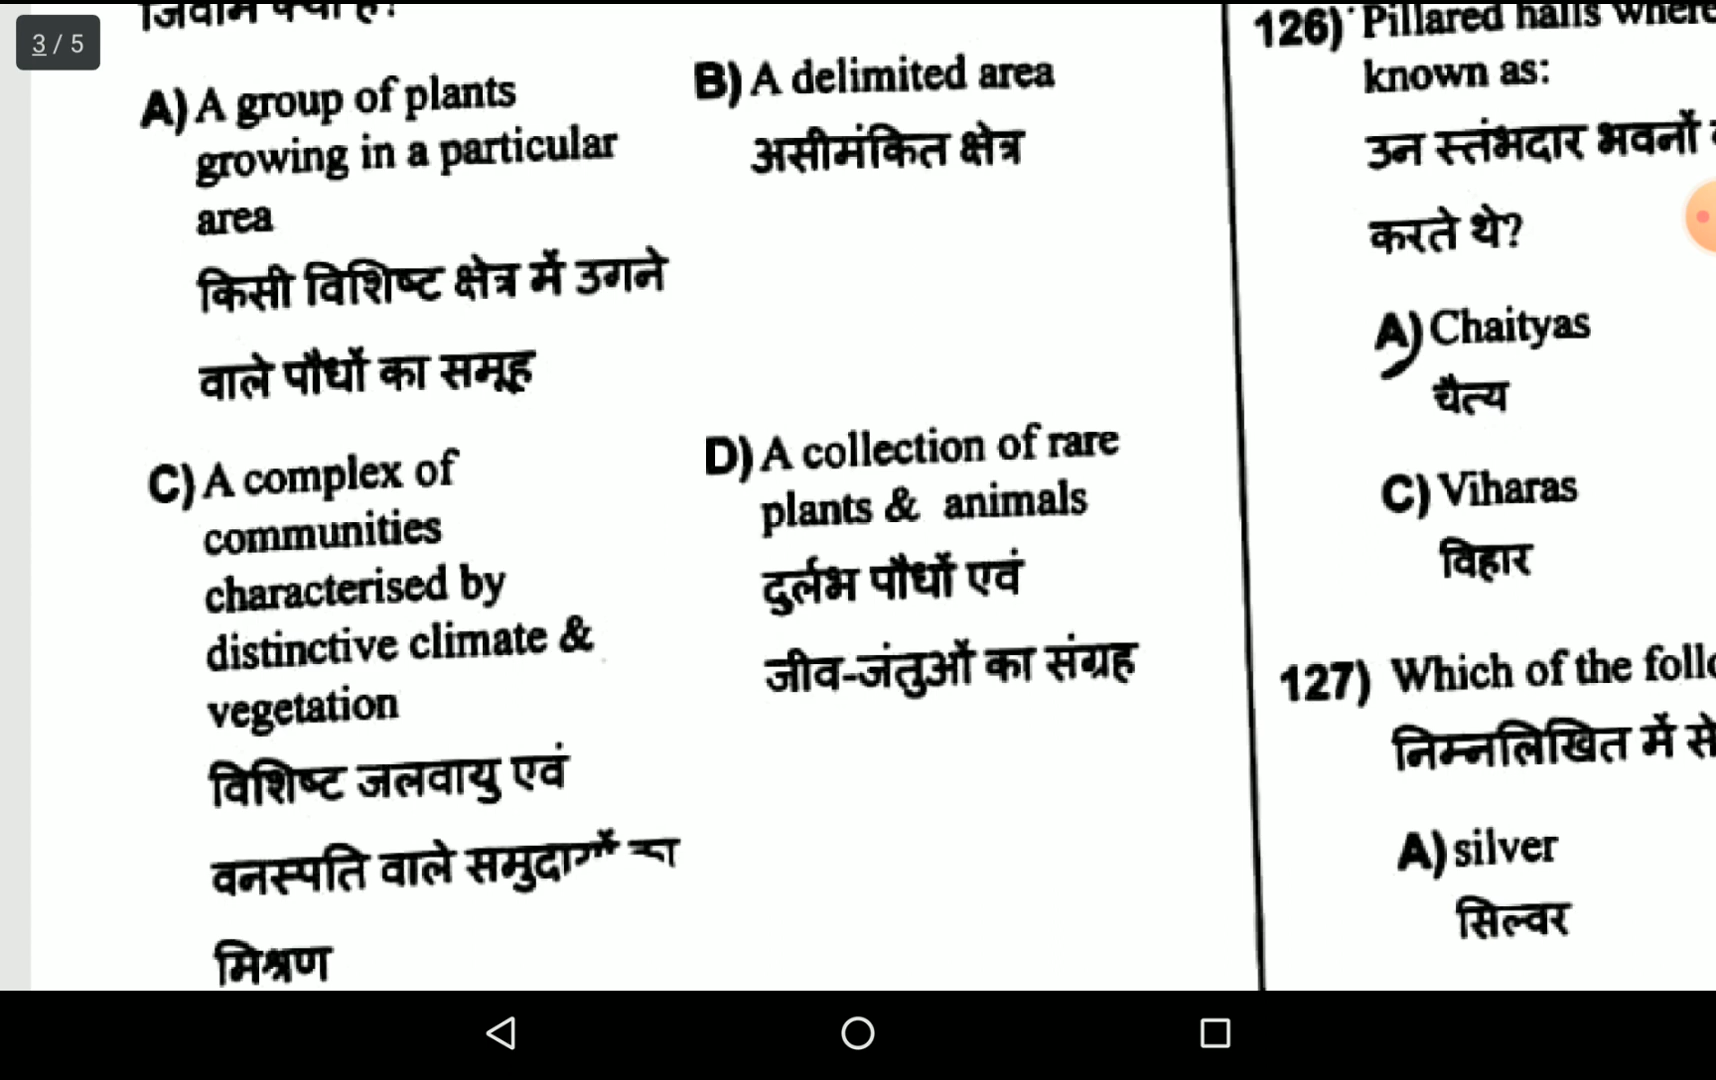 3 / 5
जिवोम क्या है?
A) A group of plants
growing in a particular
area
किसी विशिष्ट क्षेत्र में उगने
वाले पौधों का समूह
B) A delimited area
असीमंकित क्षेत्र
C) A complex of
communities
characterised by
distinctive climate &
vegetation
विशिष्ट जलवायु एवं
वनस्पति वाले समुदायों का
मिश्रण
D) A collection of rare
plants & animals
दुर्लभ पौधों एवं
जीव-जंतुओं का संग्रह
126) Pillared halls where
known as:
उन स्तंभदार भवनों
करते थे?
A) Chaityas
चैत्य
C) Viharas
विहार
127) Which of the follo
निम्नलिखित में से
A) silver
सिल्वर